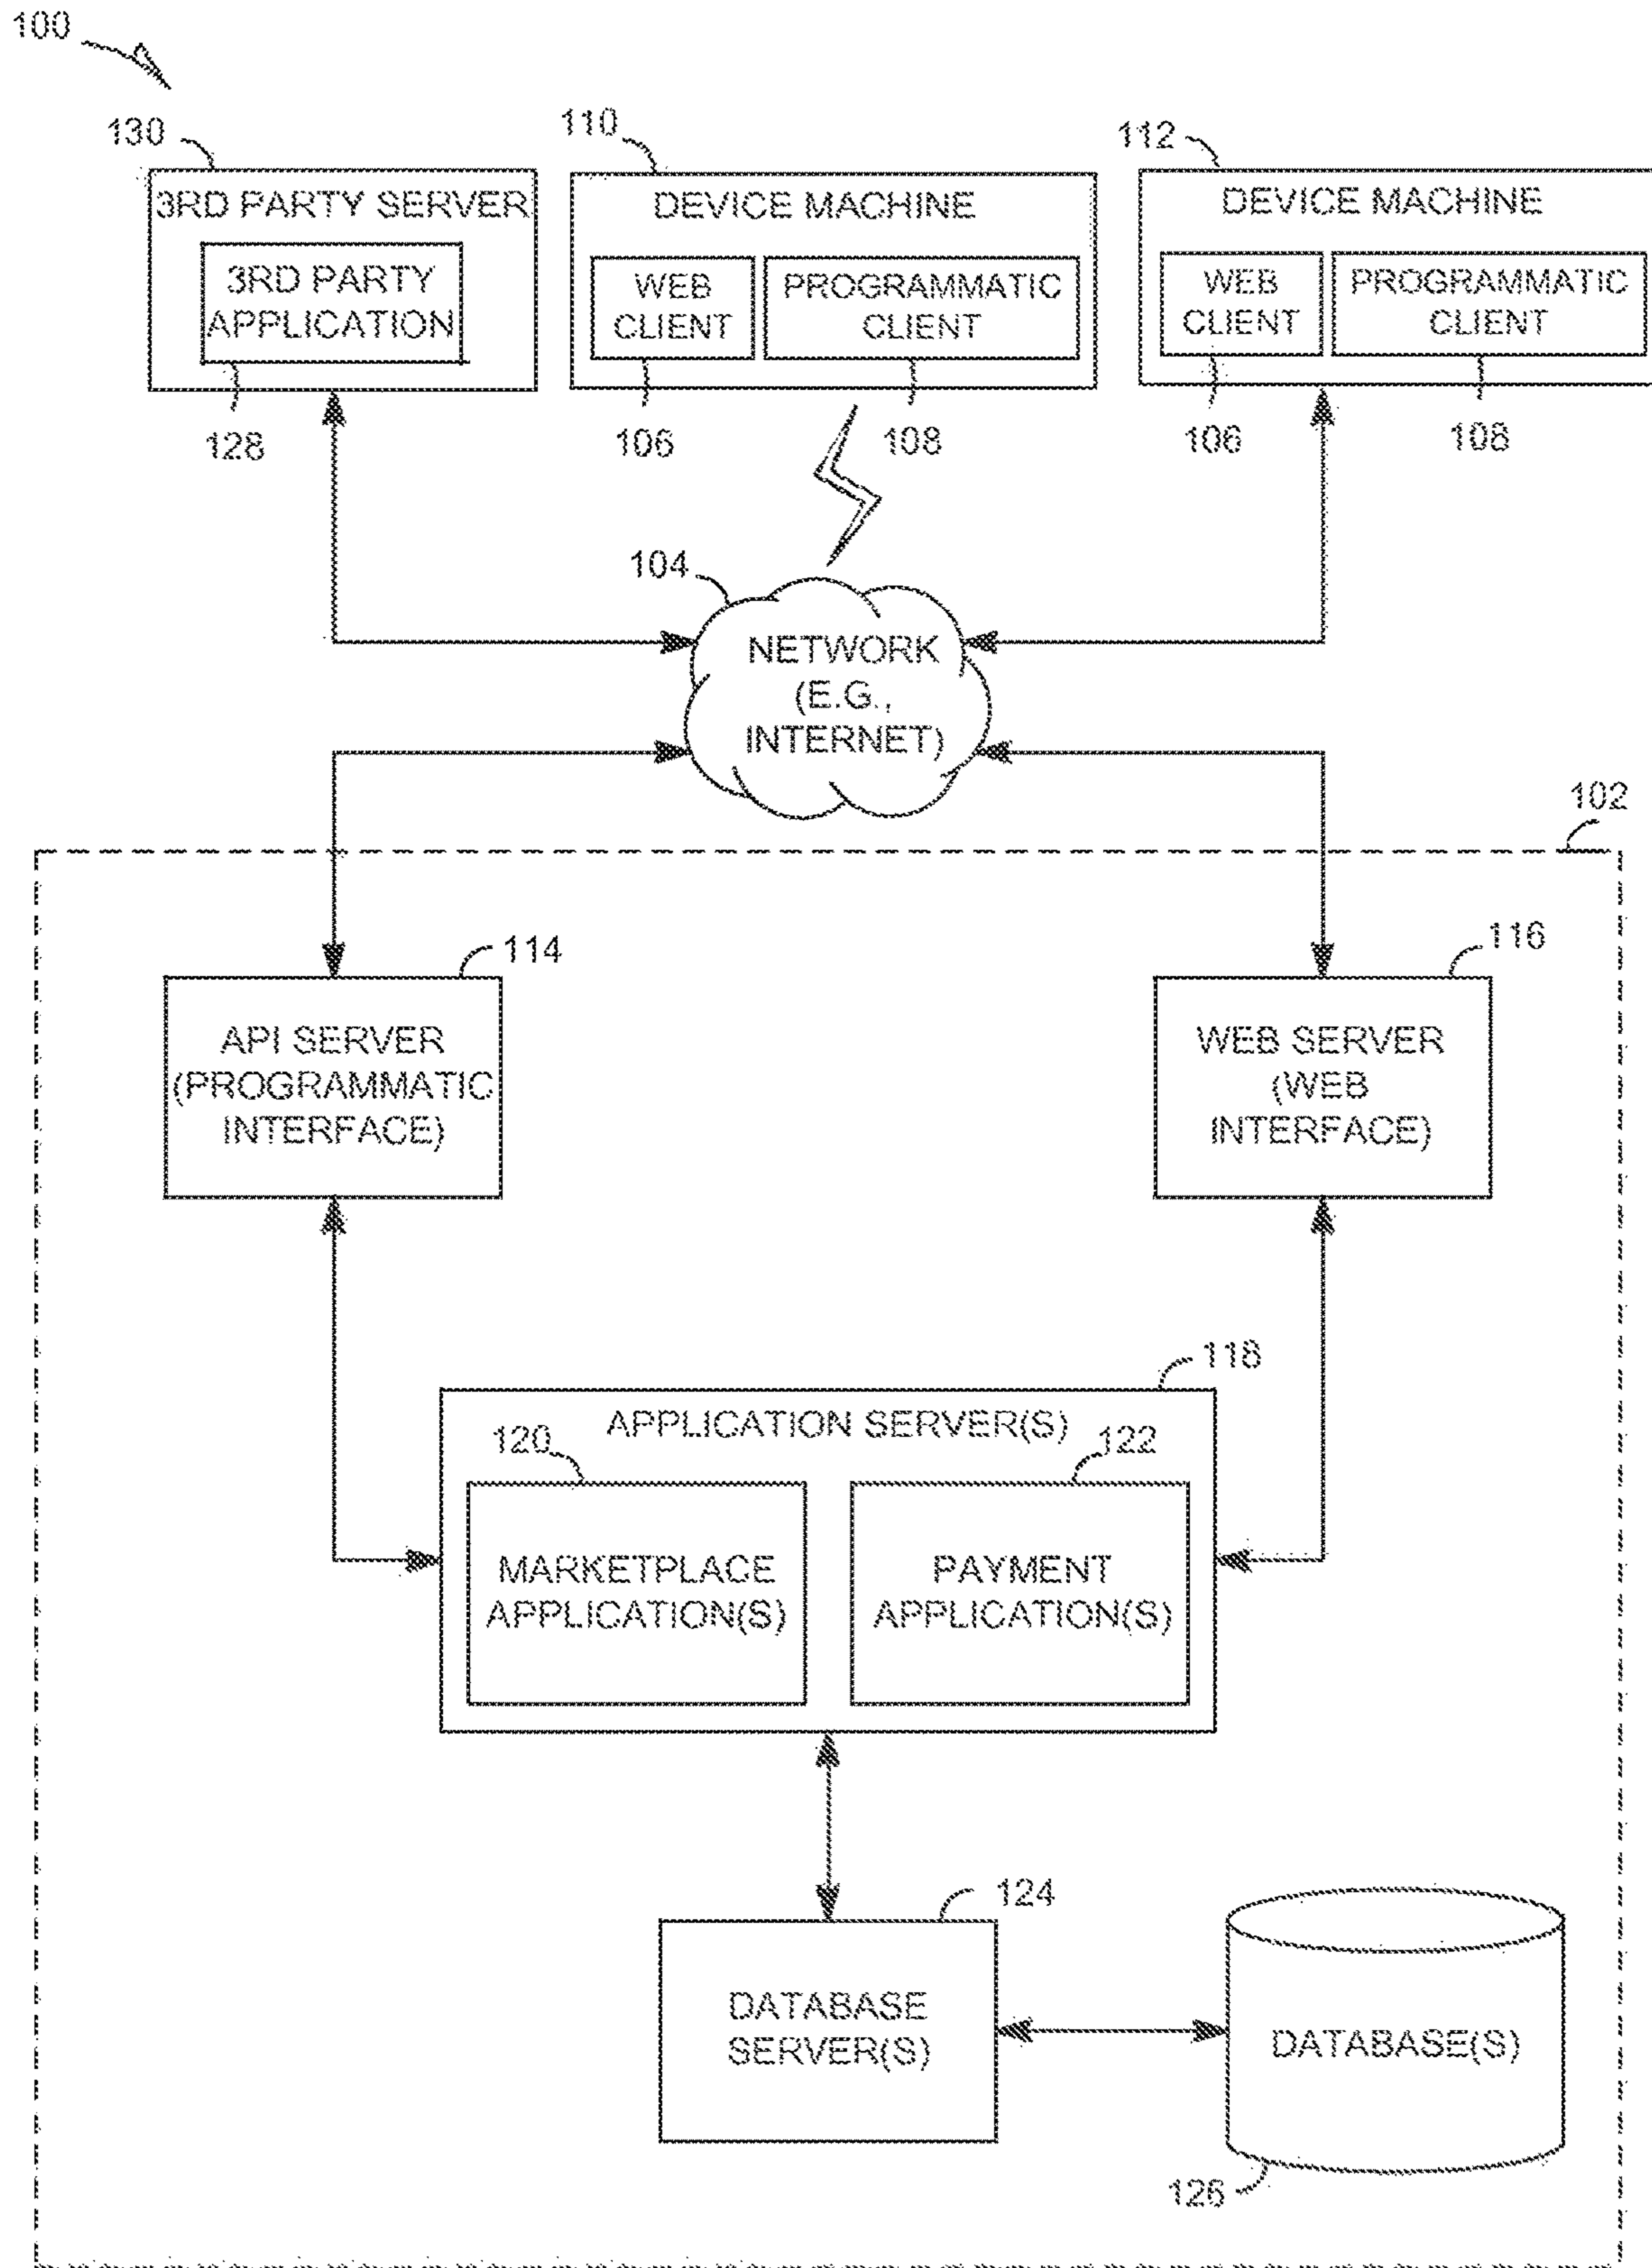 100
130
110
112
3RD PARTY SERVER
3RD PARTY
APPLICATION
128
DEVICE MACHINE
WEB
CLIENT
PROGRAMMATIC
CLIENT
106
108
DEVICE MACHINE
WEB
CLIENT
PROGRAMMATIC
CLIENT
106
108
104
NETWORK
(E.G.,
INTERNET)
102
114
API SERVER
(PROGRAMMATIC
INTERFACE)
116
WEB SERVER
(WEB
INTERFACE)
118
APPLICATION SERVER(S)
120
MARKETPLACE
APPLICATION(S)
122
PAYMENT
APPLICATION(S)
124
DATABASE
SERVER(S)
DATABASE(S)
126